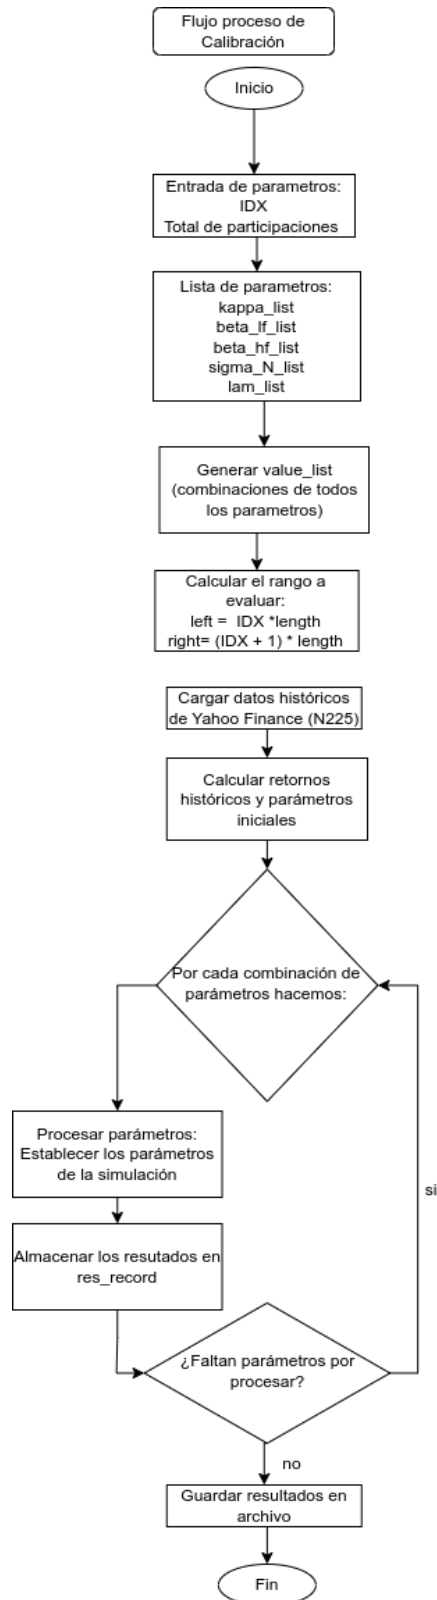 Flujo proceso de
Calibración
Inicio
Entrada de parametros:
IDX
Total de participaciones
Lista de parametros:
kappa_list
beta_lf_list
beta_hf_list
sigma_N_list
lam_list
Generar value_list
(combinaciones de todos
los parametros)
Calcular el rango a
evaluar:
left =  IDX *length
right= (IDX + 1) * length
Cargar datos históricos
de Yahoo Finance (N225)
Calcular retornos
históricos y parámetros
iniciales
Por cada combinación de
parámetros hacemos:
Procesar parámetros:
Establecer los parámetros
de la simulación
si
Almacenar los resutados en
res_record
¿Faltan parámetros por
procesar?
no
Guardar resultados en
archivo
Fin